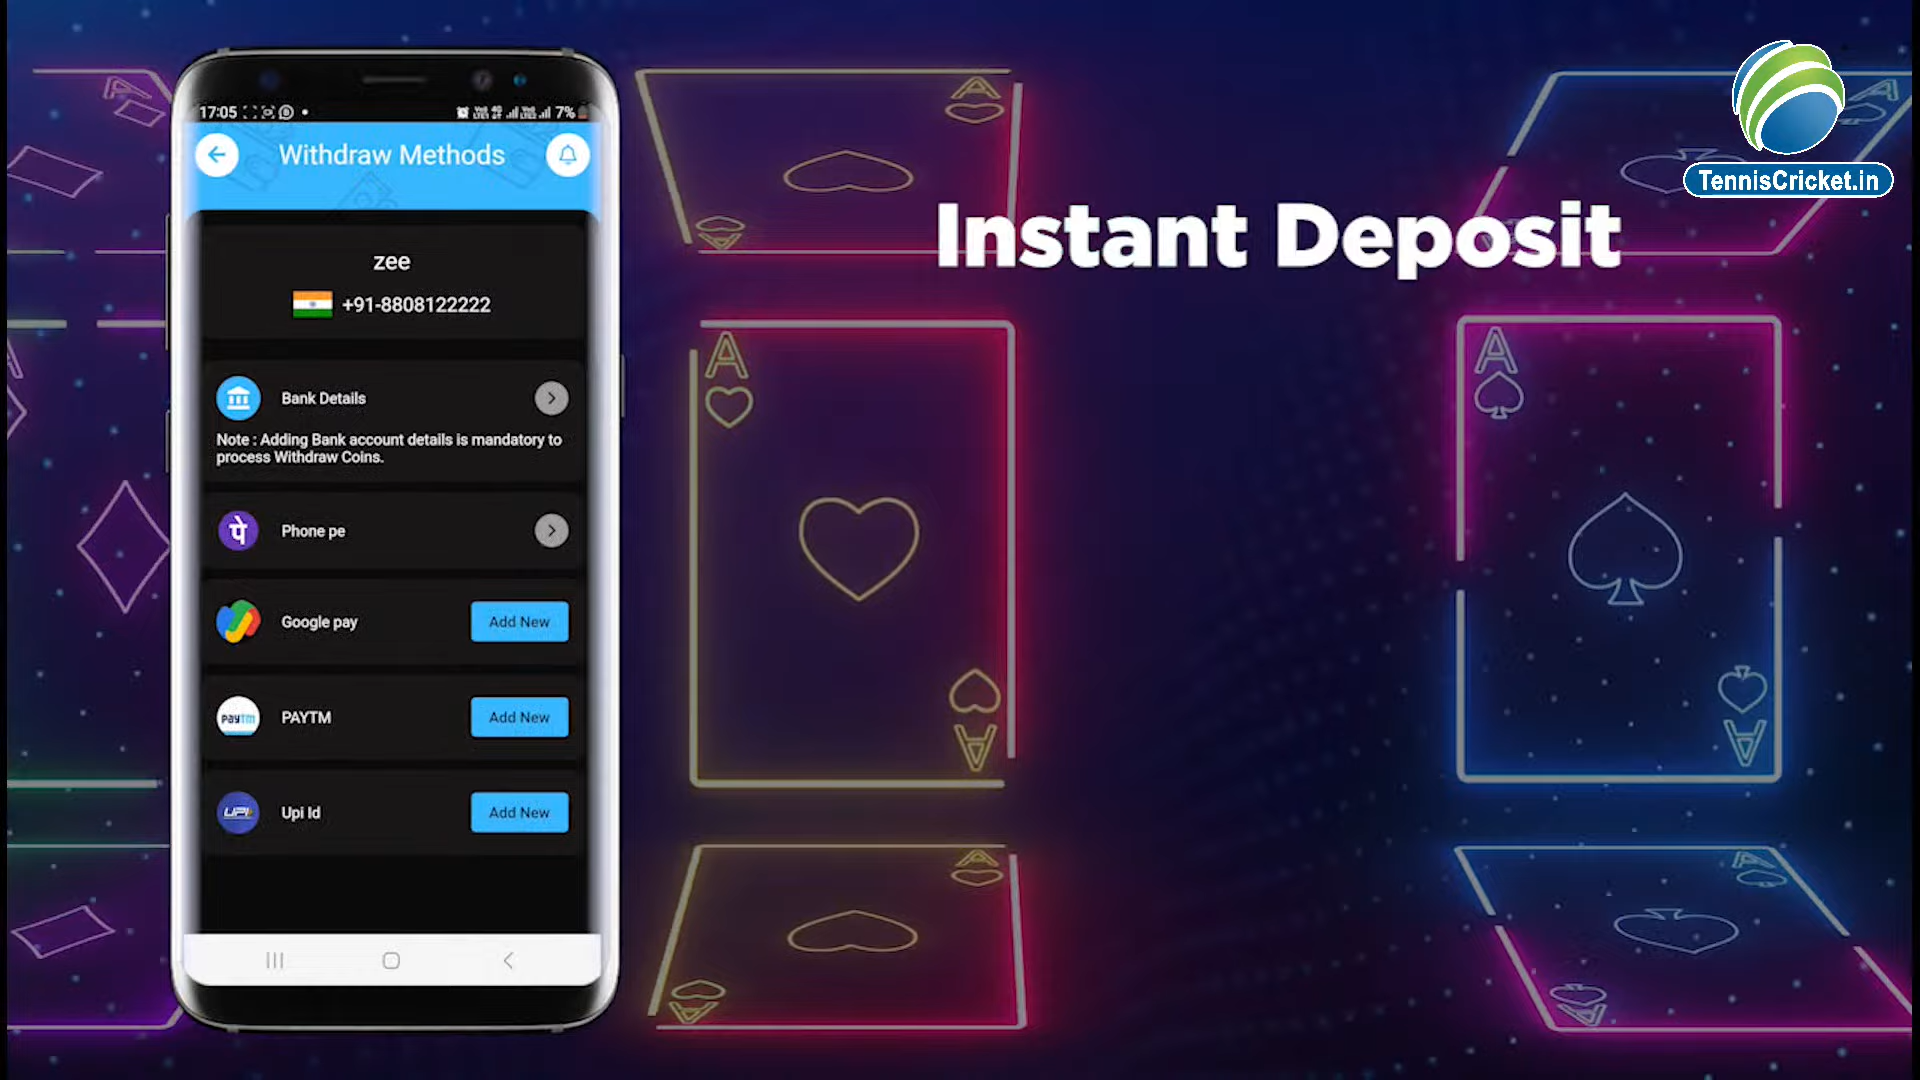 17:05
7%
Withdraw Methods
zee
+91-8808122222
Bank Details
Note : Adding Bank account details is mandatory to
process Withdraw Coins.
पे
Phone pe
Google pay
Add New
Paytm
PAYTM
Add New
UPI
Upi Id
Add New
Instant Deposit
TennisCricket.in
A
A
A
A
A
A
A
A
A
A
A